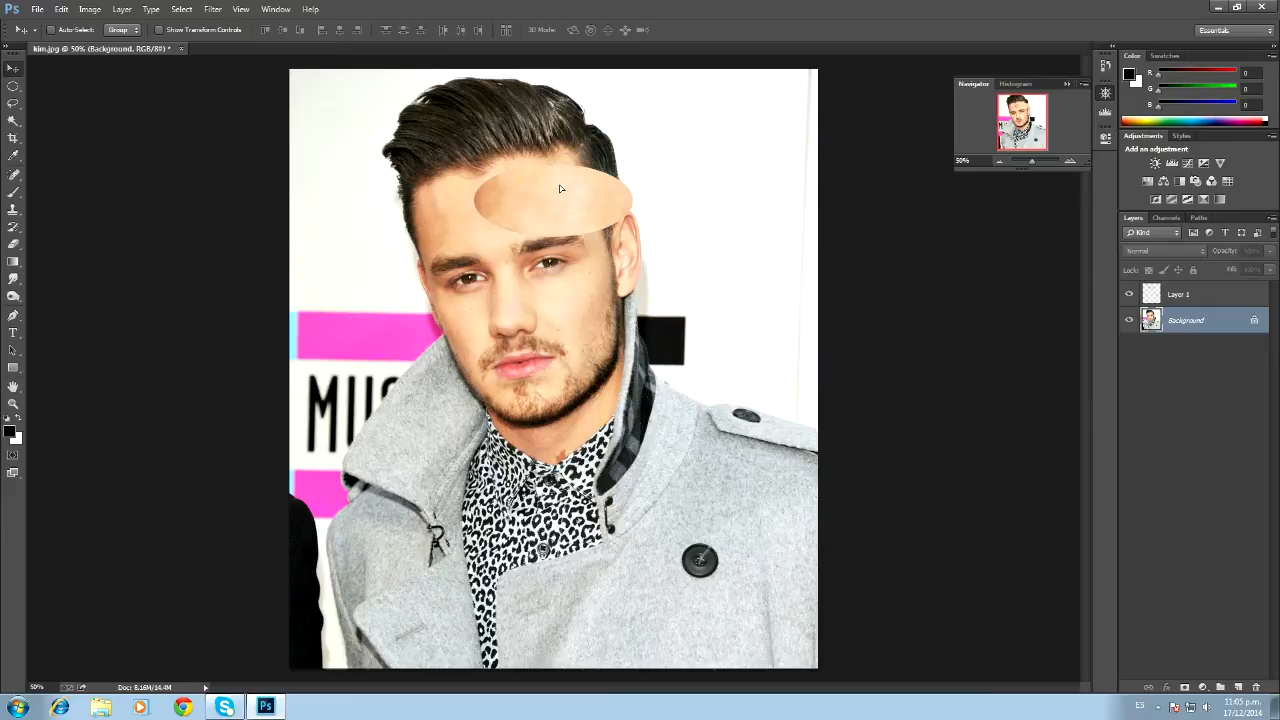 Ps File Edit Image Layer Type Select Filter View Window Help
Auto-Select: Group Show Transform Controls 3D Mode: Essentials
kim.jpg @ 50% (Background, RGB/8#) * ×
Color Swatches
R 0
G 0
B 0
Navigator Histogram
50%
Adjustments Styles
Add an adjustment
Layers Channels Paths
Kind
Normal Opacity:
Lock: Fill:
Layer 1
Background
MUS
50% Doc: 8.16M/14.4M
Ps ES 11:05 p.m.
17/12/2014